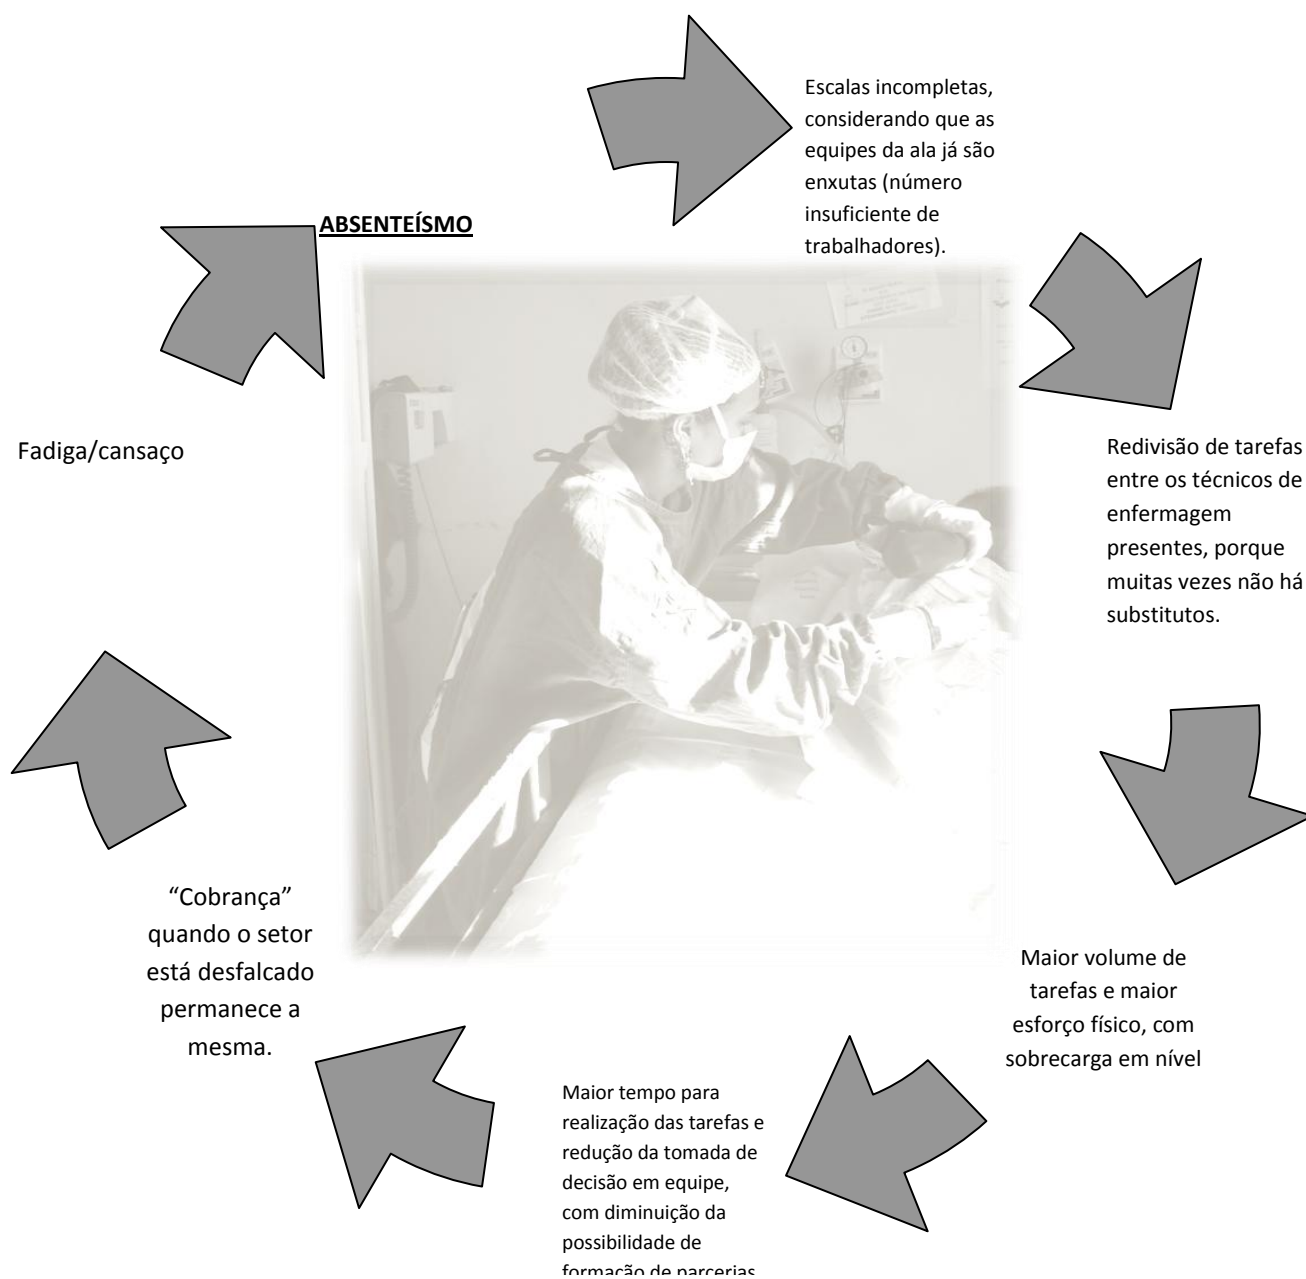 ABSENTEÍSMO
Escalas incompletas,
considerando que as
equipes da ala já são
enxutas (número
insuficiente de
trabalhadores).
Redivisão de tarefas
entre os técnicos de
enfermagem
presentes, porque
muitas vezes não há
substitutos.
Maior volume de
tarefas e maior
esforço físico, com
sobrecarga em nível
Maior tempo para
realização das tarefas e
redução da tomada de
decisão em equipe,
com diminuição da
possibilidade de
formação de parcerias
“Cobrança”
quando o setor
está desfalcado
permanece a
mesma.
Fadiga/cansaço